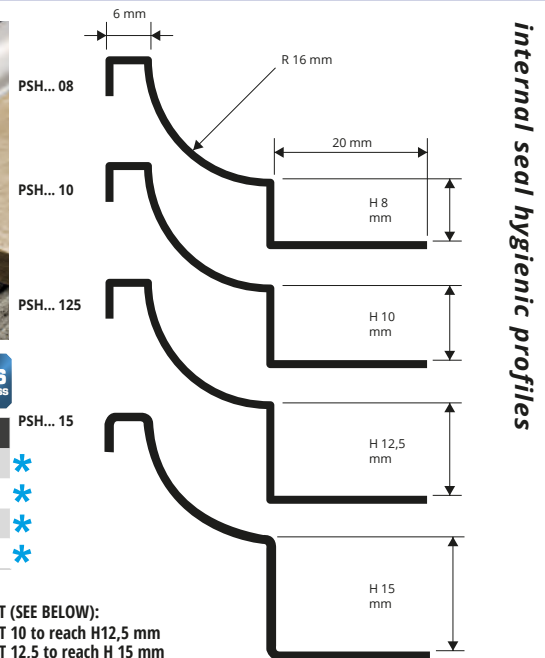 6 mm
R 16 mm
PSH... 08
20 mm
H 8
mm
PSH... 10
H 10
mm
PSH... 125
H 12,5
mm
PSH... 15
H 15
mm
internal seal hygienic profiles
*
*
*
*
T (SEE BELOW):
T 10 to reach H12,5 mm
T 12,5 to reach H 15 mm